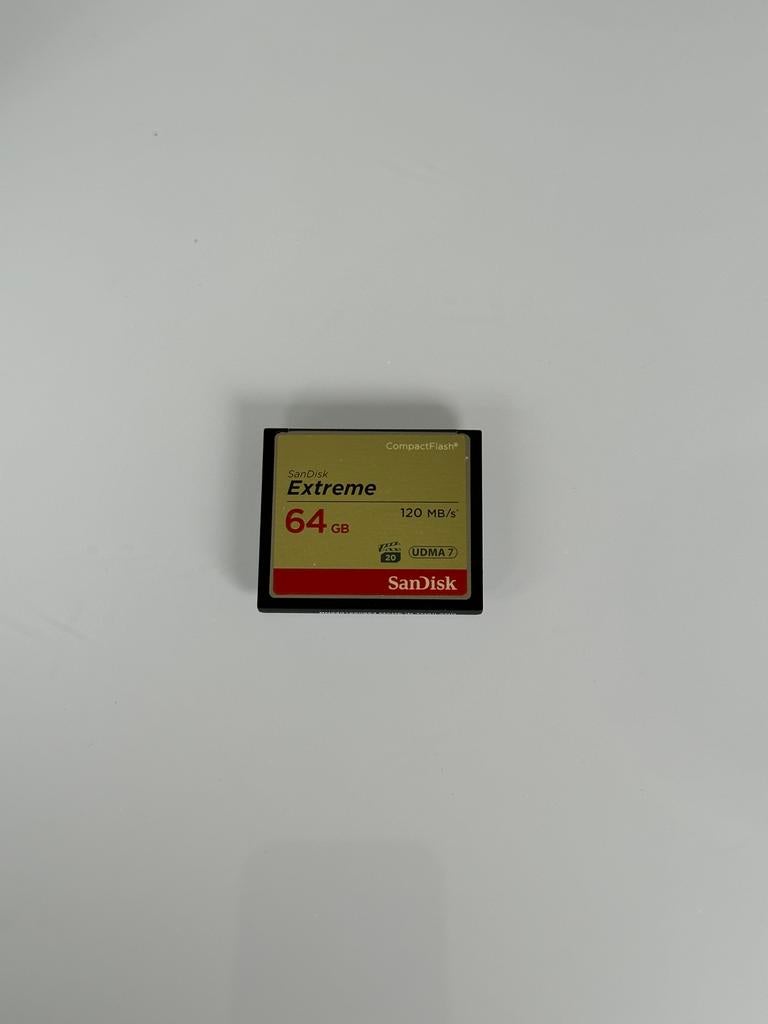 CompactFlash®
SanDisk
Extreme
64 GB
120 MB/s*
20
UDMA 7
SanDisk